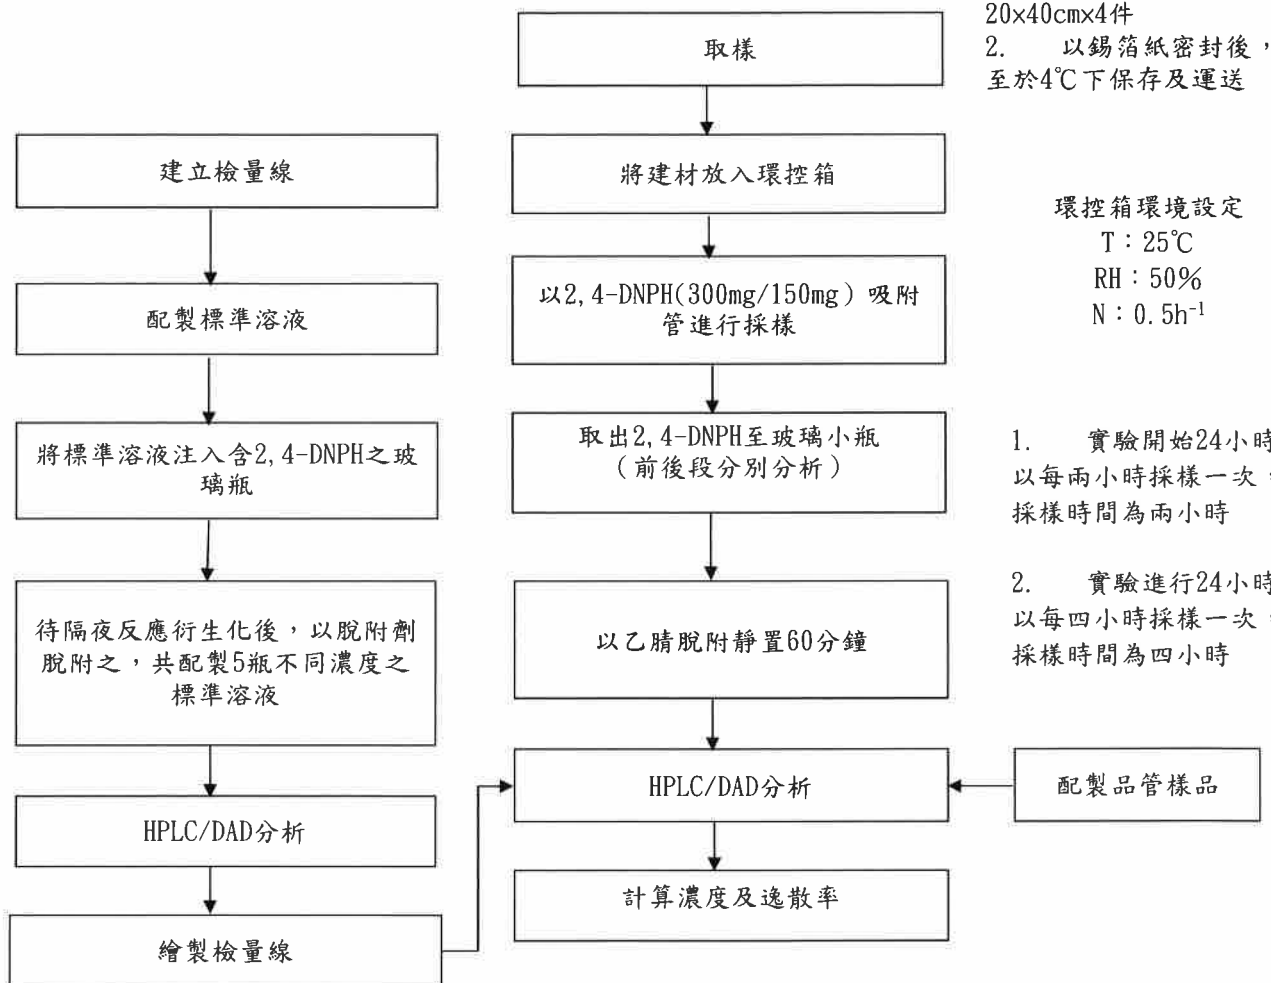 建立檢量線
配製標準溶液
將標準溶液注入含2,4-DNPH之玻
璃瓶
待隔夜反應衍生化後，以脫附劑
脫附之，共配製5瓶不同濃度之
標準溶液
HPLC/DAD分析
繪製檢量線
取樣
將建材放入環控箱
以2,4-DNPH(300mg/150mg) 吸附
管進行採樣
取出2,4-DNPH至玻璃小瓶
(前後段分別分析)
以乙腈脫附靜置60分鐘
HPLC/DAD分析
計算濃度及逸散率
20×40cm×4件
2. 以錫箔紙密封後，
至於4℃下保存及運送
環控箱環境設定
T：25℃
RH：50%
N：0.5h⁻¹
1. 實驗開始24小時
以每兩小時採樣一次
採樣時間為兩小時
2. 實驗進行24小時
以每四小時採樣一次
採樣時間為四小時
配製品管樣品